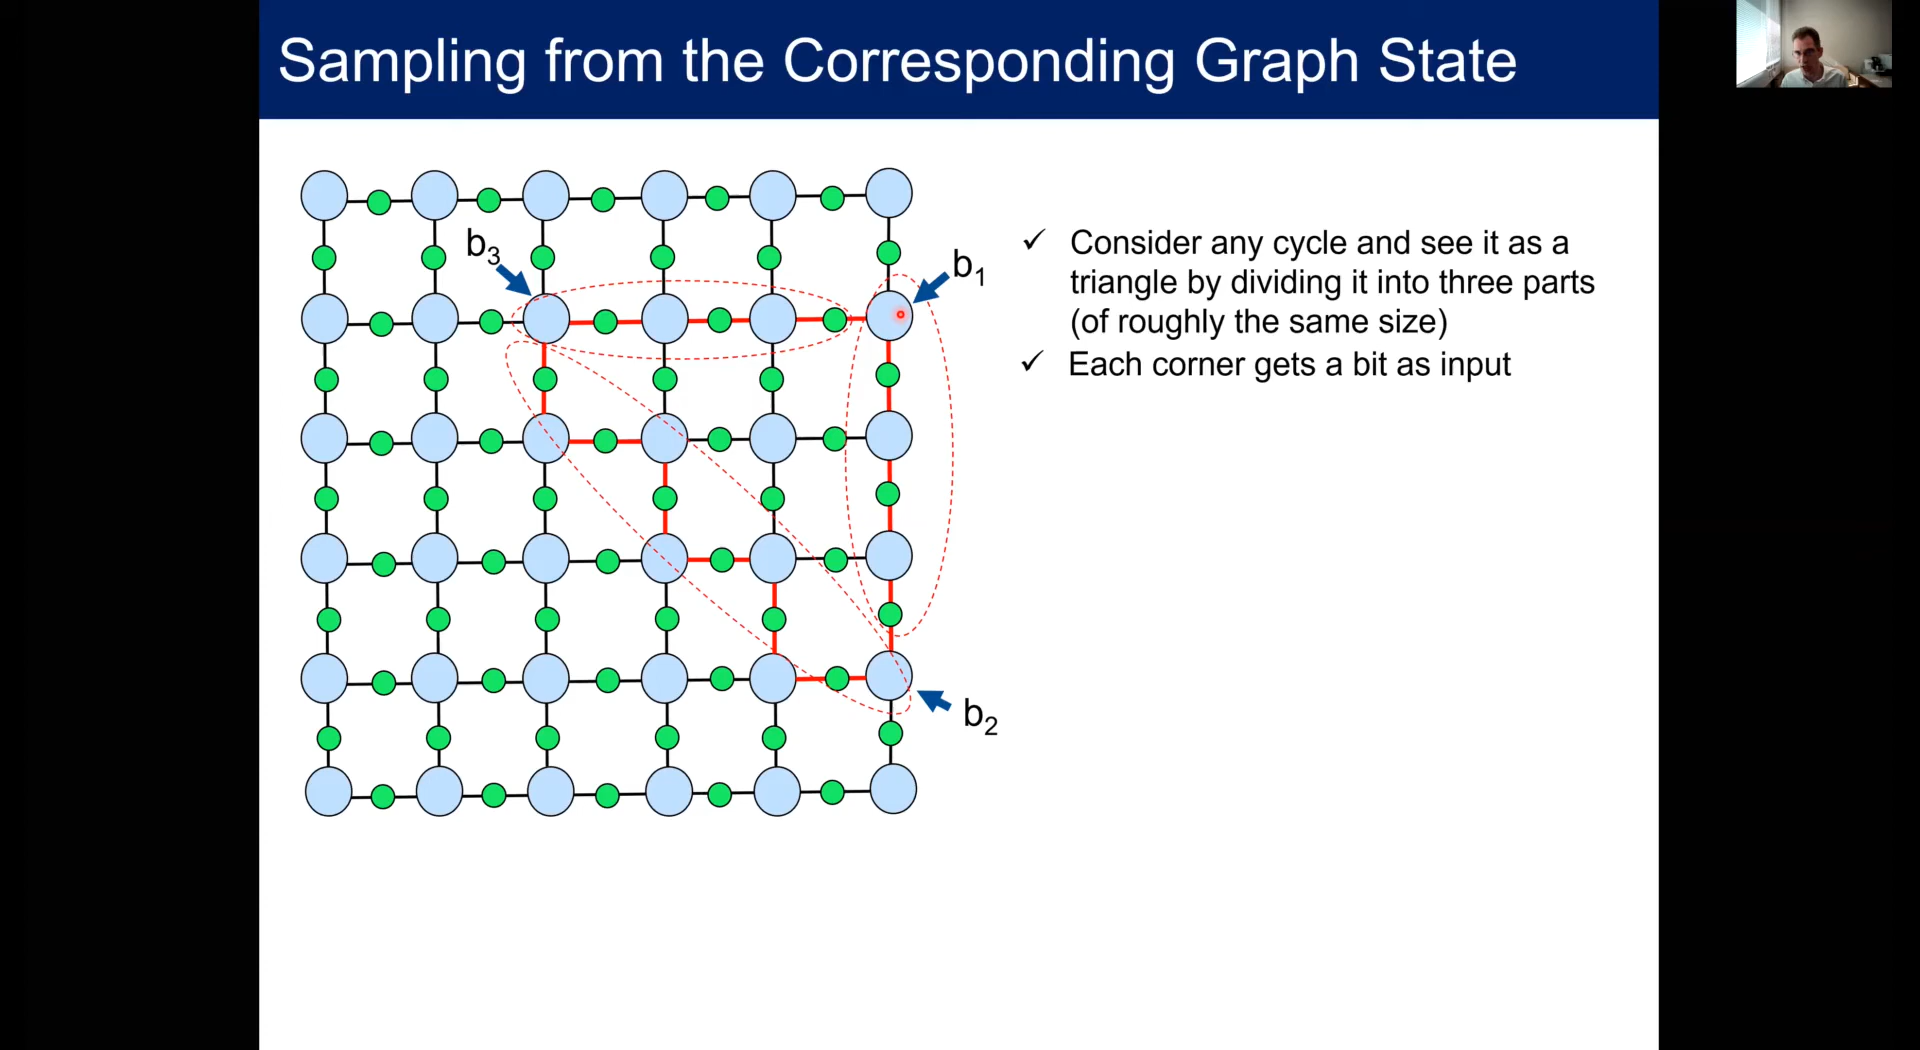 Sampling from the Corresponding Graph State
b3
b1
✓ Consider any cycle and see it as a
triangle by dividing it into three parts
(of roughly the same size)
✓ Each corner gets a bit as input
b2